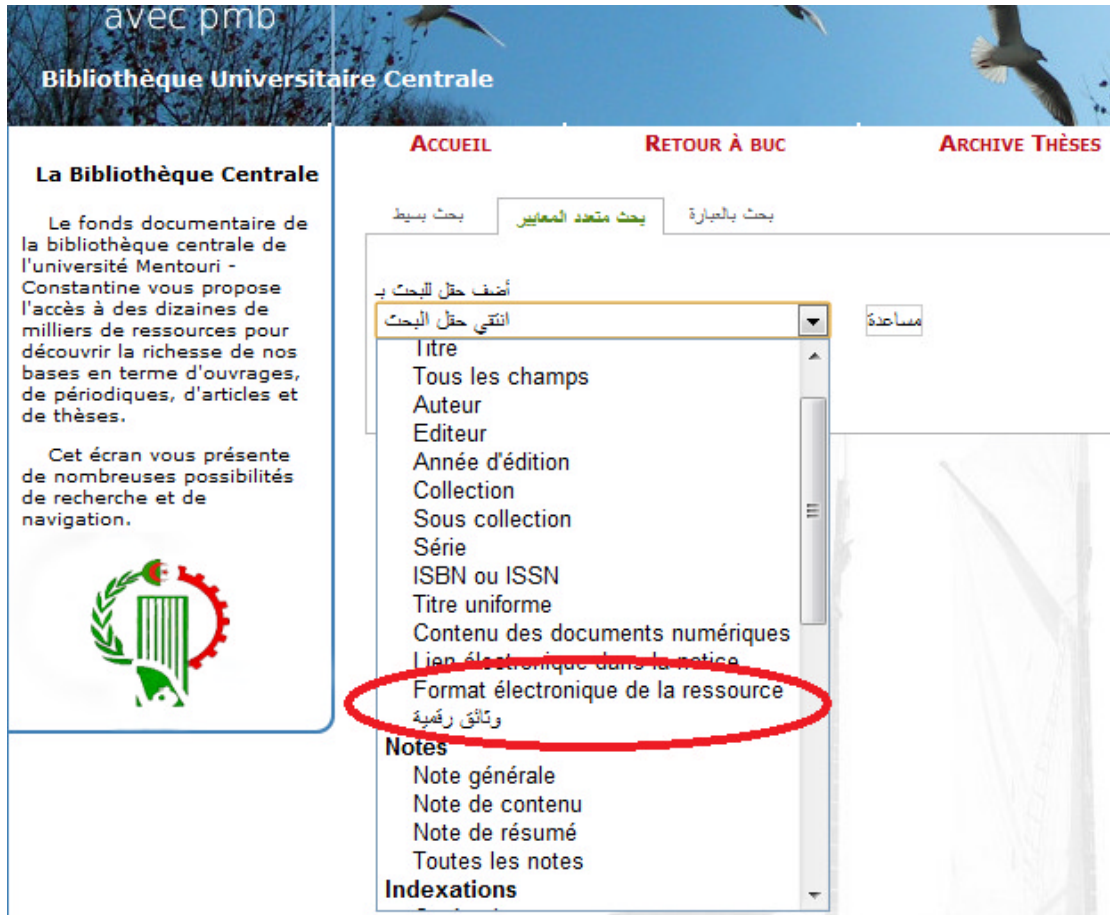 avec pmb
Bibliothèque Universitaire Centrale
ACCUEIL
RETOUR À BUC
ARCHIVE THÈSES
La Bibliothèque Centrale
Le fonds documentaire de
la bibliothèque centrale de
l'université Mentouri -
Constantine vous propose
l'accès à des dizaines de
milliers de ressources pour
découvrir la richesse de nos
bases en terme d'ouvrages,
de périodiques, d'articles et
de thèses.
Cet écran vous présente
de nombreuses possibilités
de recherche et de
navigation.
بحث بسيط
بحث متعدد المعايير
بحث بالعبارة
أضف حقل للبحث بـ
انتقي حقل البحث
مساعدة
Titre
Tous les champs
Auteur
Editeur
Année d'édition
Collection
Sous collection
Série
ISBN ou ISSN
Titre uniforme
Contenu des documents numériques
Lien électronique dans la notice
Format électronique de la ressource
وثائق رقمية
Notes
Note générale
Note de contenu
Note de résumé
Toutes les notes
Indexations